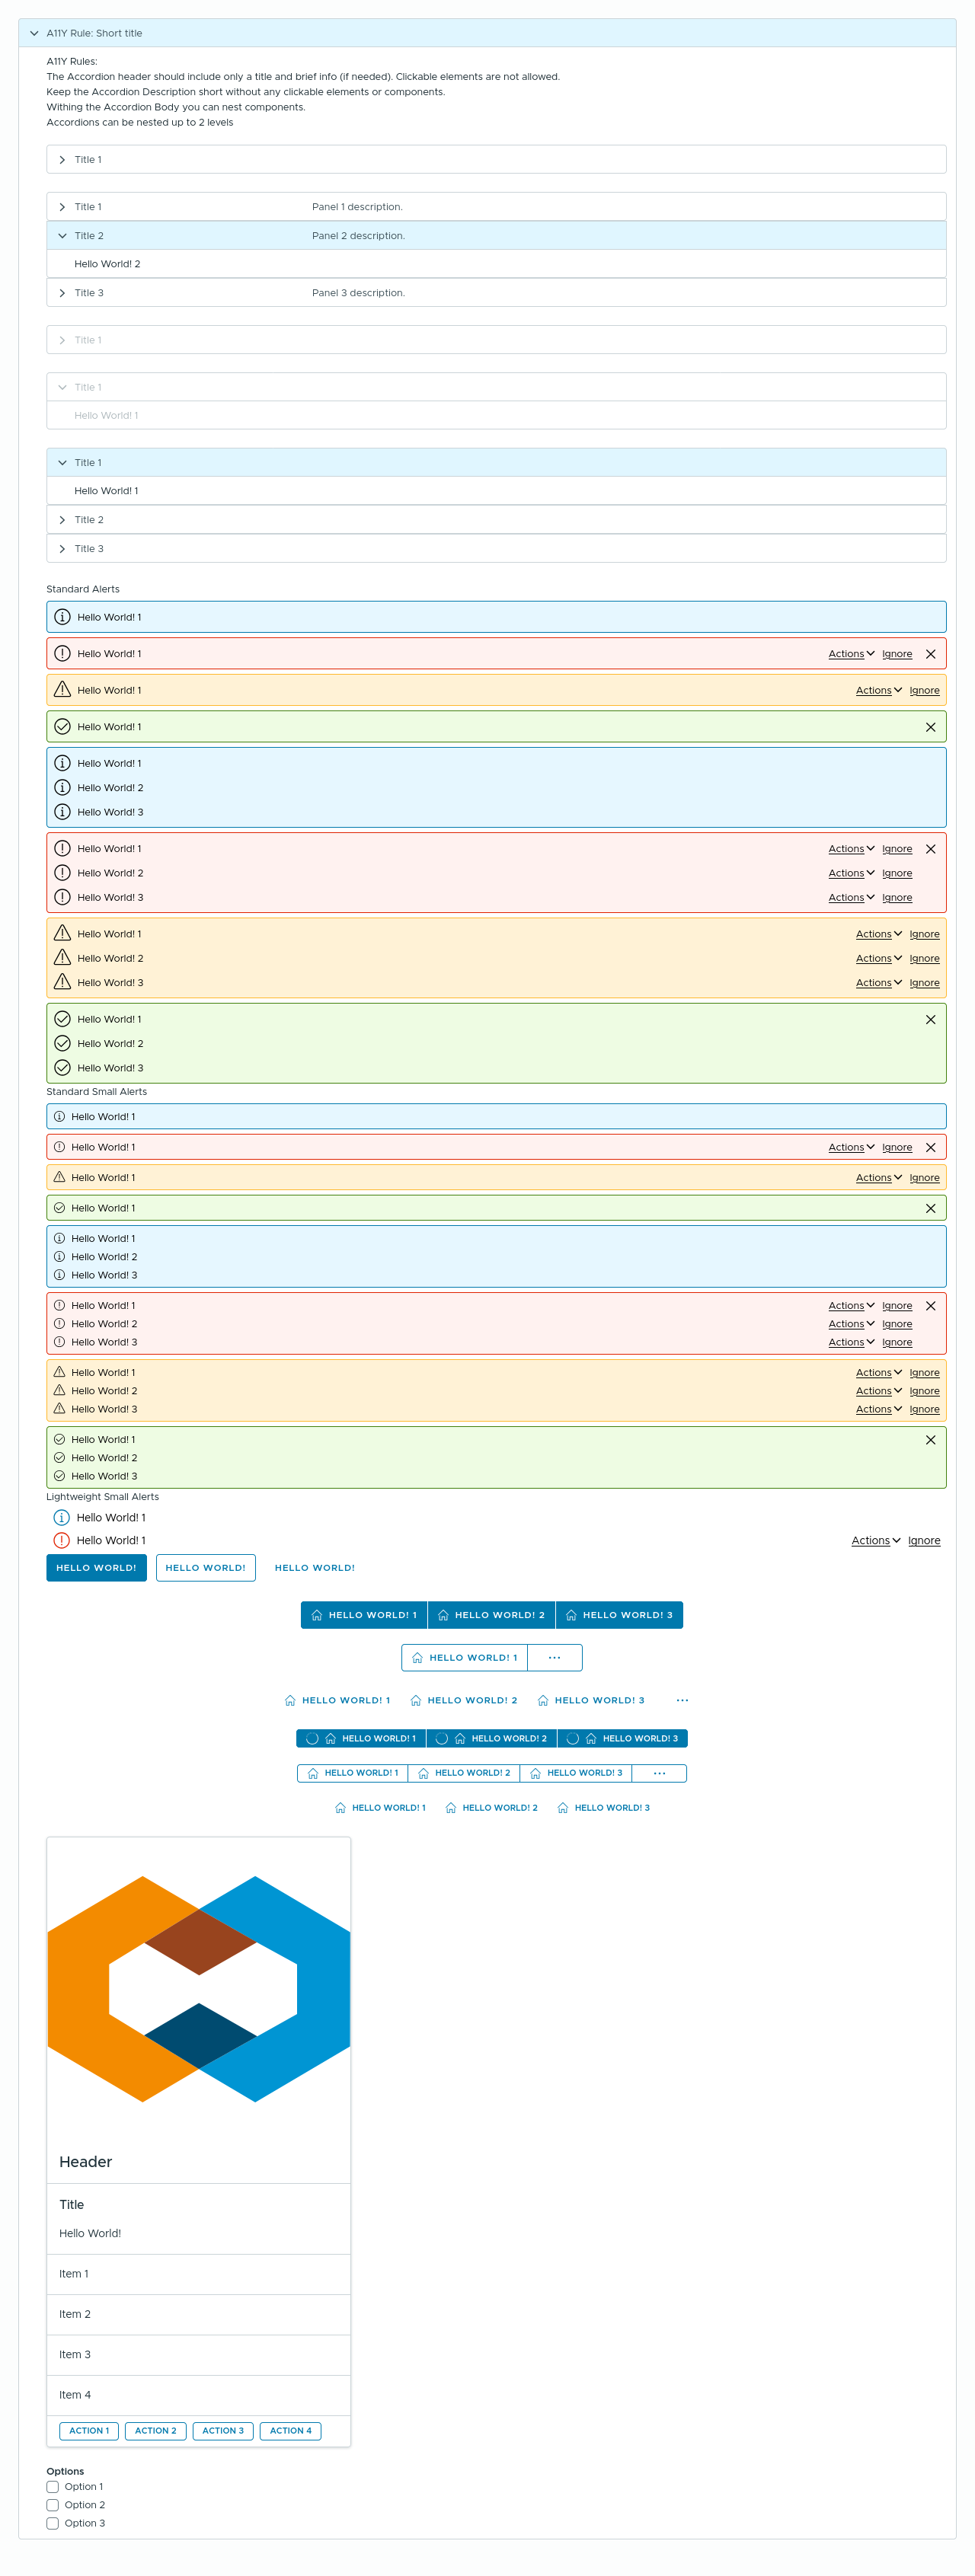 A11Y Rule: Short title
A11Y Rules:
The Accordion header should include only a title and brief info (if needed). Clickable elements are not allowed.
Keep the Accordion Description short without any clickable elements or components.
Withing the Accordion Body you can nest components.
Accordions can be nested up to 2 levels
Title 1
Title 1 Panel 1 description.
Title 2 Panel 2 description.
Hello World! 2
Title 3 Panel 3 description.
Title 1
Title 1
Hello World! 1
Title 1
Hello World! 1
Title 2
Title 3
Standard Alerts
Hello World! 1
Hello World! 1 Actions Ignore
Hello World! 1 Actions Ignore
Hello World! 1
Hello World! 1
Hello World! 2
Hello World! 3
Hello World! 1 Actions Ignore
Hello World! 2 Actions Ignore
Hello World! 3 Actions Ignore
Hello World! 1 Actions Ignore
Hello World! 2 Actions Ignore
Hello World! 3 Actions Ignore
Hello World! 1
Hello World! 2
Hello World! 3
Standard Small Alerts
Hello World! 1
Hello World! 1 Actions Ignore
Hello World! 1 Actions Ignore
Hello World! 1
Hello World! 1
Hello World! 2
Hello World! 3
Hello World! 1 Actions Ignore
Hello World! 2 Actions Ignore
Hello World! 3 Actions Ignore
Hello World! 1 Actions Ignore
Hello World! 2 Actions Ignore
Hello World! 3 Actions Ignore
Hello World! 1
Hello World! 2
Hello World! 3
Lightweight Small Alerts
Hello World! 1
Hello World! 1 Actions Ignore
HELLO WORLD! HELLO WORLD! HELLO WORLD!
HELLO WORLD! 1 HELLO WORLD! 2 HELLO WORLD! 3
HELLO WORLD! 1 ...
HELLO WORLD! 1 HELLO WORLD! 2 HELLO WORLD! 3 ...
HELLO WORLD! 1 HELLO WORLD! 2 HELLO WORLD! 3
HELLO WORLD! 1 HELLO WORLD! 2 HELLO WORLD! 3 ...
HELLO WORLD! 1 HELLO WORLD! 2 HELLO WORLD! 3
Header
Title
Hello World!
Item 1
Item 2
Item 3
Item 4
ACTION 1 ACTION 2 ACTION 3 ACTION 4
Options
Option 1
Option 2
Option 3